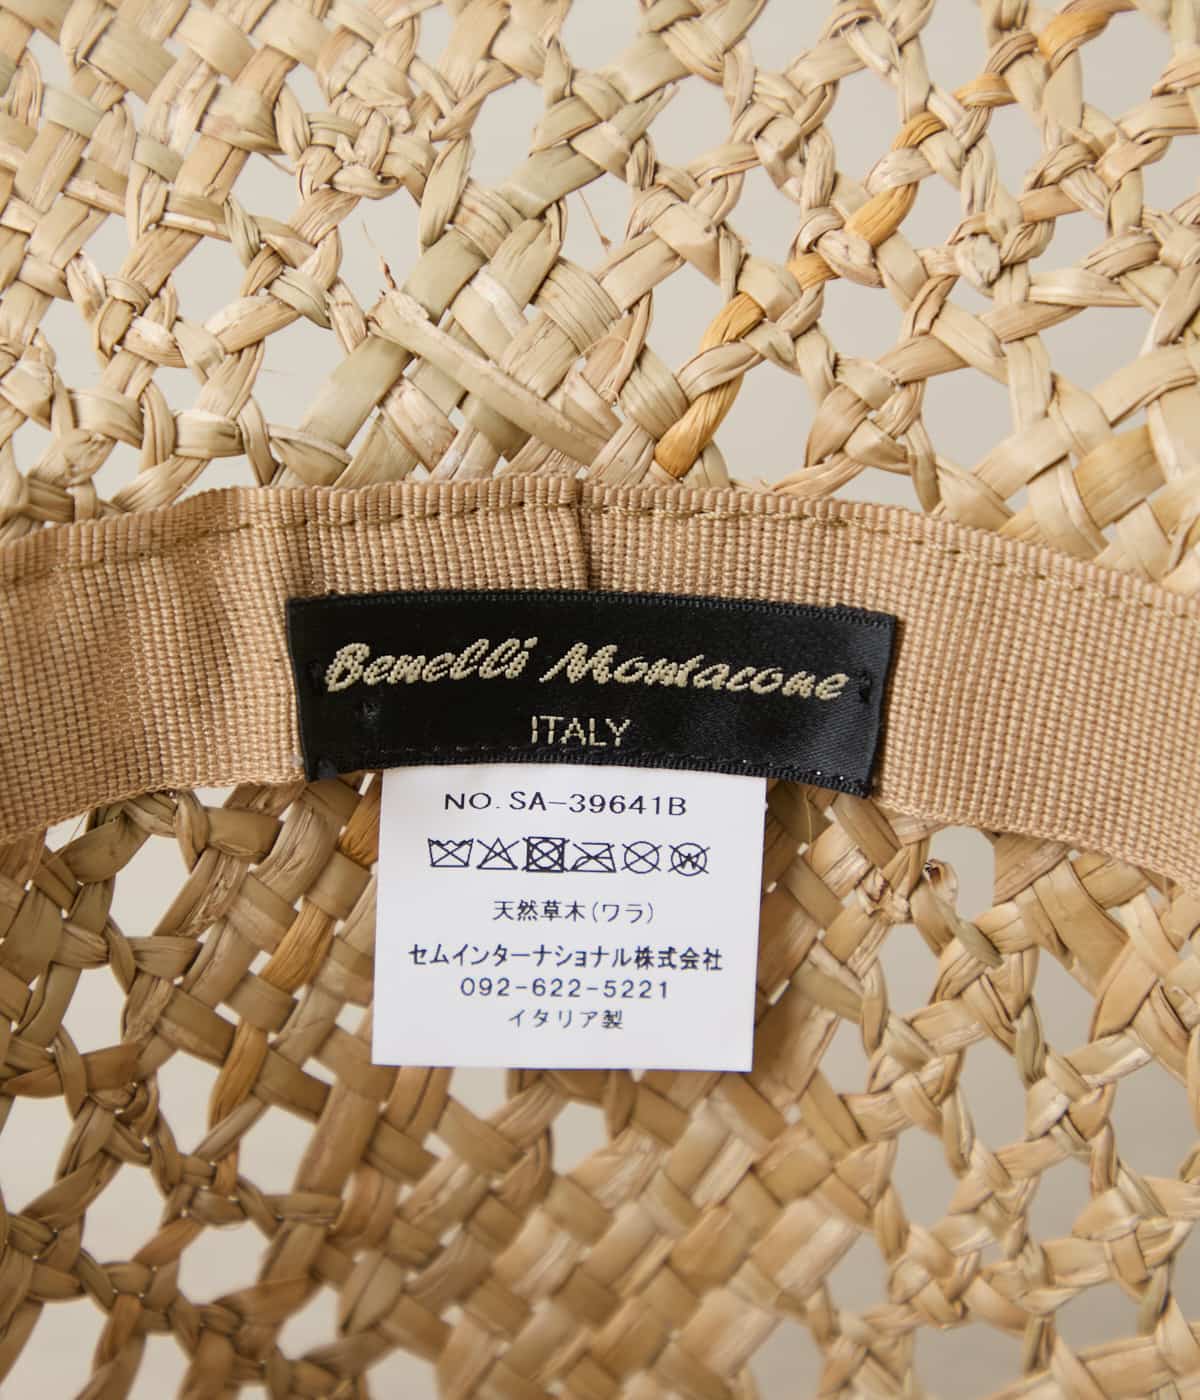 Benelli Montacone
ITALY
NO. SA-39641B
天然草木(ワラ)
セムインターナショナル株式会社
092-622-5221
イタリア製